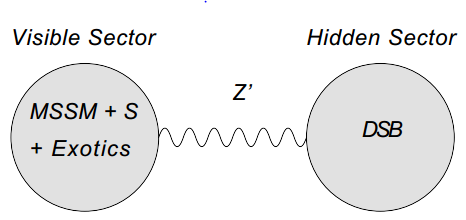 Visible Sector
Hidden Sector
Z'
MSSM + S
+ Exotics
DSB